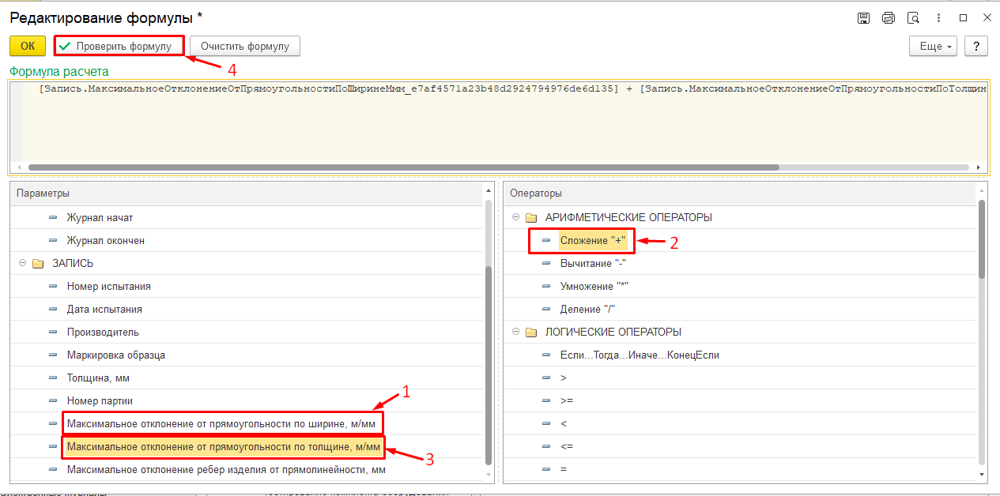 Редактирование формулы *
ОК
Проверить формулу
Очистить формулу
Еще
?
4
Формула расчета
[Запись.МаксимальноеОтклонениеОтПрямоугольностиПоШиринеМмм_e7af4571a23b48d2924794976de6d135] + [Запись.МаксимальноеОтклонениеОтПрямоугольностиПоТолщин
Параметры
Журнал начат
Журнал окончен
ЗАПИСЬ
Номер испытания
Дата испытания
Производитель
Маркировка образца
Толщина, мм
Номер партии
1
Максимальное отклонение от прямоугольности по ширине, м/мм
Максимальное отклонение от прямоугольности по толщине, м/мм
3
Максимальное отклонение ребер изделия от прямолинейности, мм
Операторы
АРИФМЕТИЧЕСКИЕ ОПЕРАТОРЫ
Сложение "+"
2
Вычитание "-"
Умножение "*"
Деление "/"
ЛОГИЧЕСКИЕ ОПЕРАТОРЫ
Если...Тогда...Иначе...КонецЕсли
>
>=
<
<=
=